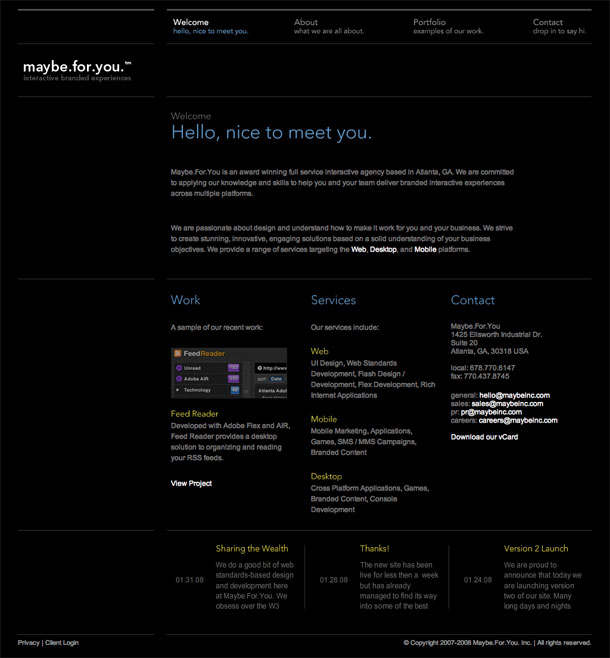 Welcome
hello, nice to meet you.
About
what we are all about.
Portfolio
examples of our work.
Contact
drop in to say hi.
maybe.for.you.™
interactive branded experiences
Welcome
Hello, nice to meet you.
Maybe.For.You is an award winning full service interactive agency based in Atlanta, GA. We are committed
to applying our knowledge and skills to help you and your team deliver branded interactive experiences
across multiple platforms.
We are passionate about design and understand how to make it work for you and your business. We strive
to create stunning, innovative, engaging solutions based on a solid understanding of your business
objectives. We provide a range of services targeting the Web, Desktop, and Mobile platforms.
Work
A sample of our recent work:
FeedReader
Unread
Adobe AIR
Technology
http://www
port Date
Atlanta Adob
Feed Reader
Developed with Adobe Flex and AIR,
Feed Reader provides a desktop
solution to organizing and reading
your RSS feeds.
View Project
Services
Our services include:
Web
UI Design, Web Standards
Development, Flash Design /
Development, Flex Development, Rich
Internet Applications
Mobile
Mobile Marketing, Applications,
Games, SMS / MMS Campaigns,
Branded Content
Desktop
Cross Platform Applications, Games,
Branded Content, Console
Development
Contact
Maybe.For.You
1425 Ellsworth Industrial Dr.
Suite 20
Atlanta, GA, 30318 USA
local: 678.770.6147
fax: 770.437.8745
general: hello@maybeinc.com
sales: sales@maybeinc.com
pr: pr@maybeinc.com
careers: careers@maybeinc.com
Download our vCard
01.31.08
Sharing the Wealth
We do a good bit of web
standards-based design
and development here
at Maybe.For.You. We
obsess over the W3
01.28.08
Thanks!
The new site has been
live for less then a week
but has already
managed to find its way
into some of the best
01.24.08
Version 2 Launch
We are proud to
announce that today we
are launching version
two of our site. Many
long days and nights
Privacy | Client Login
© Copyright 2007-2008 Maybe.For.You. Inc. | All rights reserved.